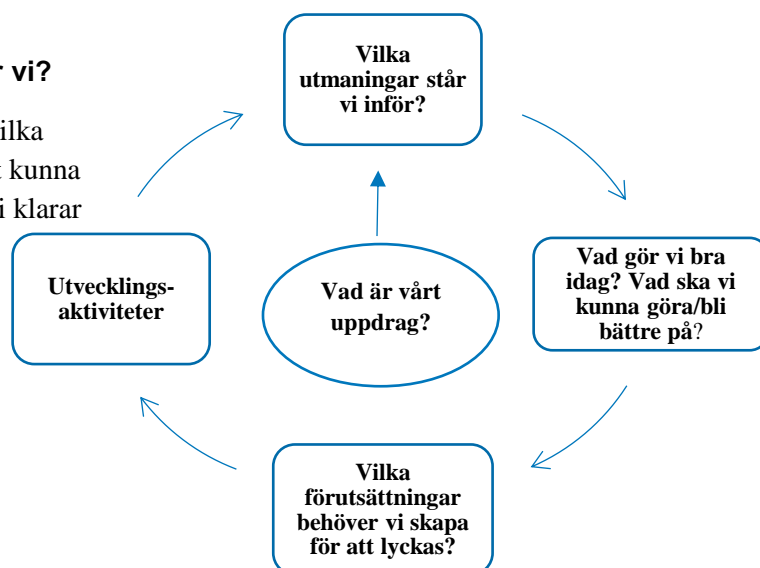 r vi?
ilka
t kunna
i klarar
Vilka
utmaningar står
vi inför?
Vad gör vi bra
idag? Vad ska vi
kunna göra/bli
bättre på?
Vilka
förutsättningar
behöver vi skapa
för att lyckas?
Utvecklings-
aktiviteter
Vad är vårt
uppdrag?